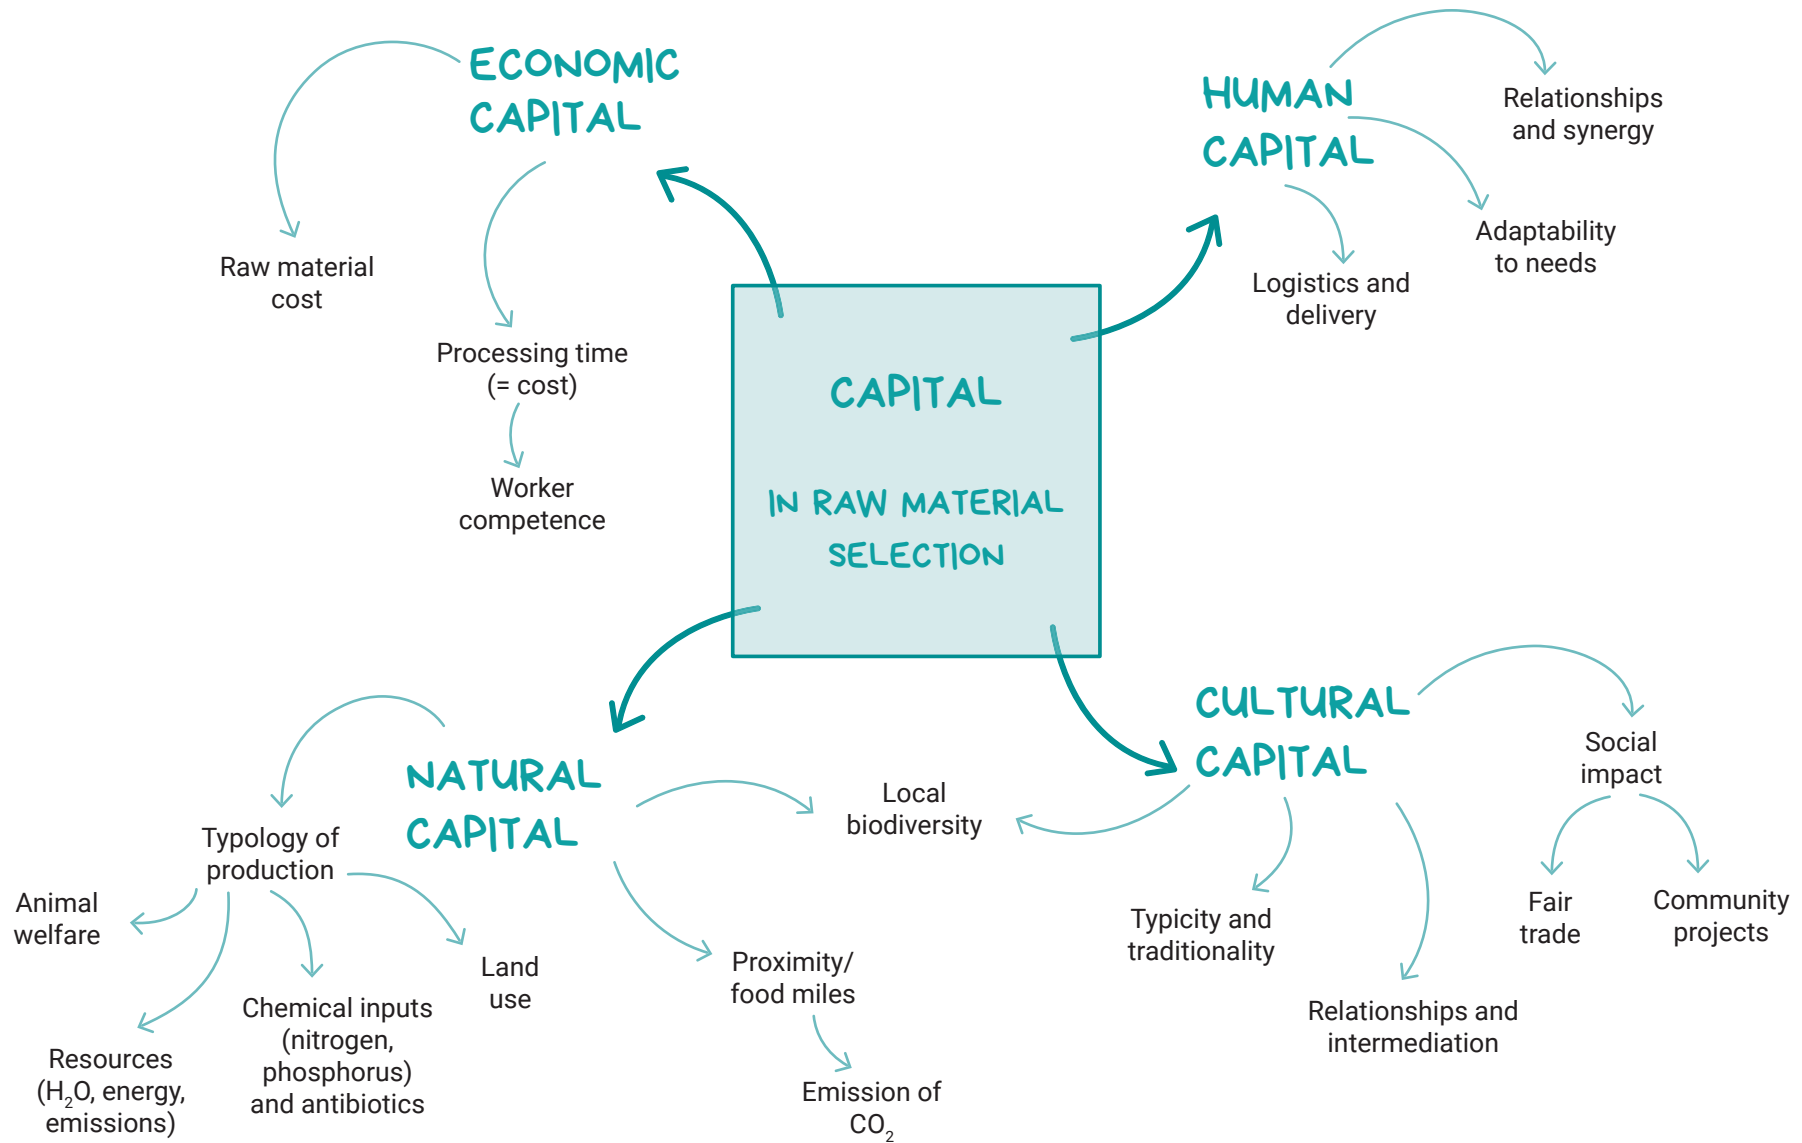 ECONOMIC
CAPITAL
Raw material
cost
Processing time
(= cost)
Worker
competence
HUMAN
CAPITAL
Relationships
and synergy
Adaptability
to needs
Logistics and
delivery
CAPITAL
IN RAW MATERIAL
SELECTION
NATURAL
CAPITAL
Typology of
production
Animal
welfare
Resources
(H₂O, energy,
emissions)
Chemical inputs
(nitrogen,
phosphorus)
and antibiotics
Land
use
Local
biodiversity
Proximity/
food miles
Emission of
CO₂
CULTURAL
CAPITAL
Social
impact
Fair
trade
Community
projects
Typicity and
traditionality
Relationships and
intermediation